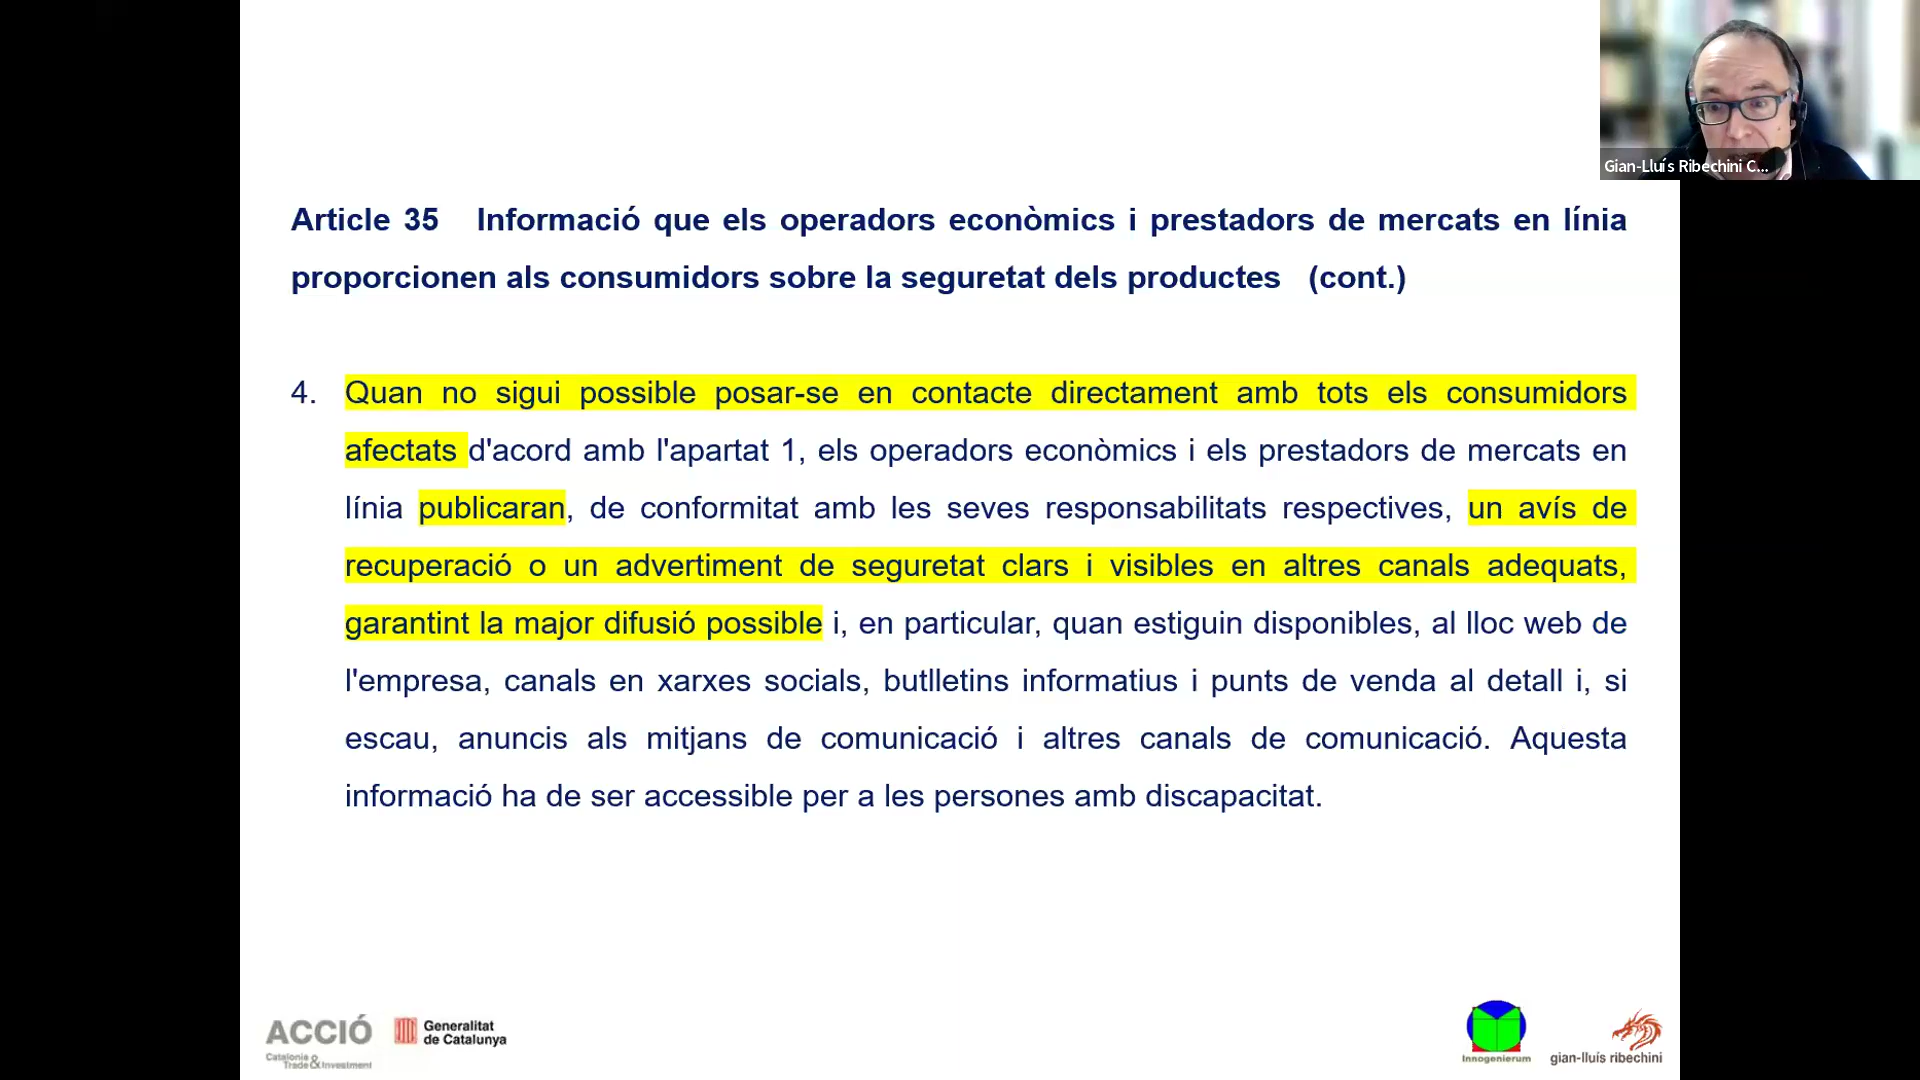 Gian-Lluís Ribechini C...
Article 35 Informació que els operadors econòmics i prestadors de mercats en línia
proporcionen als consumidors sobre la seguretat dels productes (cont.)
4. Quan no sigui possible posar-se en contacte directament amb tots els consumidors
afectats d'acord amb l'apartat 1, els operadors econòmics i els prestadors de mercats en
línia publicaran, de conformitat amb les seves responsabilitats respectives, un avís de
recuperació o un advertiment de seguretat clars i visibles en altres canals adequats,
garantint la major difusió possible i, en particular, quan estiguin disponibles, al lloc web de
l'empresa, canals en xarxes socials, butlletins informatius i punts de venda al detall i, si
escau, anuncis als mitjans de comunicació i altres canals de comunicació. Aquesta
informació ha de ser accessible per a les persones amb discapacitat.
ACCIÓ
Catalonia
Trade & Investment
Generalitat
de Catalunya
Innogenierum
gian-lluís ribechini